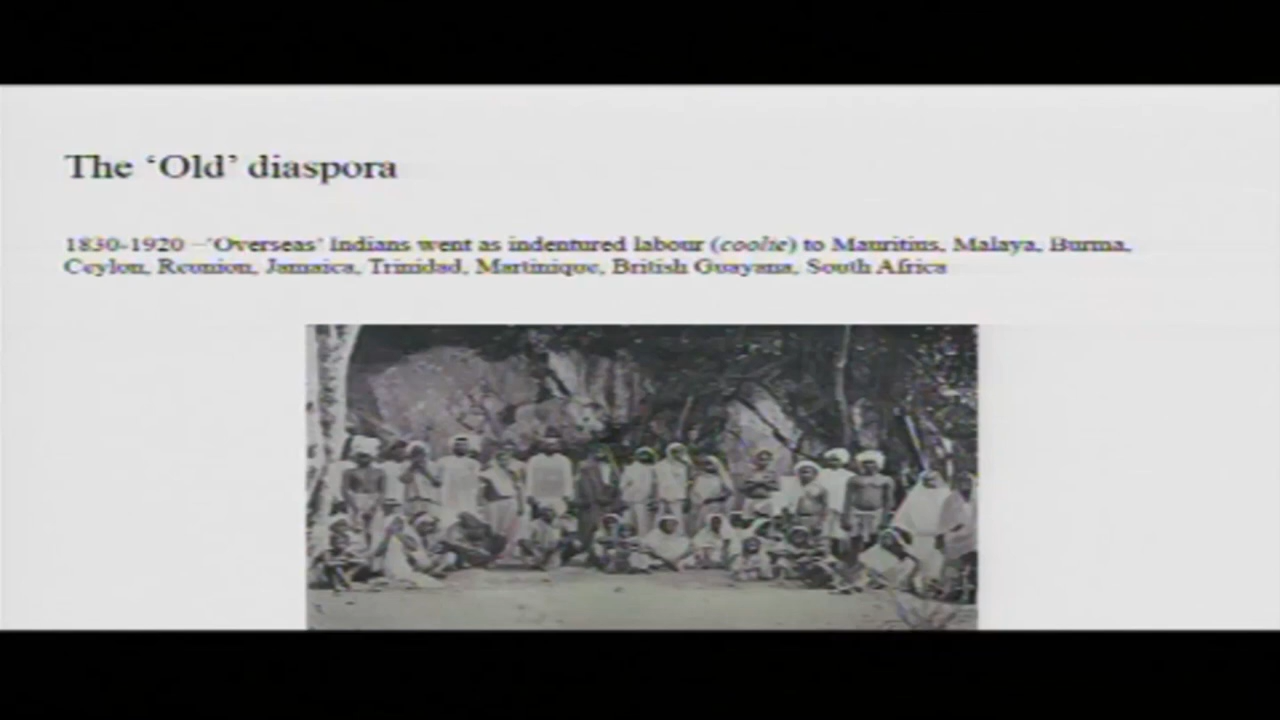 The ‘Old’ diaspora
1830-1920 –‘Overseas’ Indians went as indentured labour (coolie) to Mauritius, Malaya, Burma,
Ceylon, Reunion, Jamaica, Trinidad, Martinique, British Guayana, South Africa